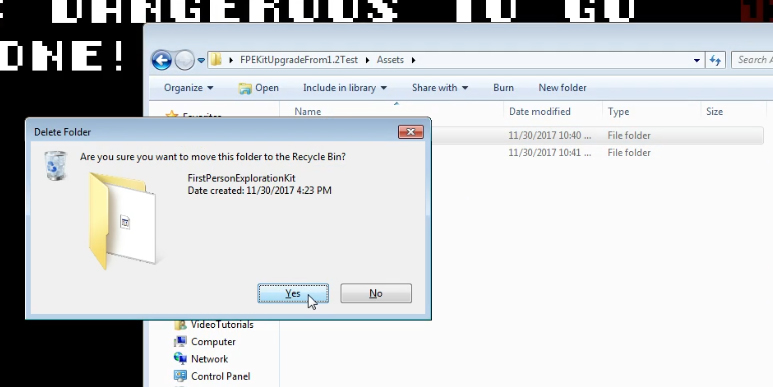 DANGEROUS TO GO
ONE!
FPEKitUpgradeFrom1.2Test Assets
Search A
Organize Open Include in library Share with Burn New folder
Favorites
Name Date modified Type Size
11/30/2017 10:40 ... File folder
11/30/2017 10:41 ... File folder
Delete Folder
Are you sure you want to move this folder to the Recycle Bin?
FirstPersonExplorationKit
Date created: 11/30/2017 4:23 PM
Yes No
VideoTutorials
Computer
Network
Control Panel